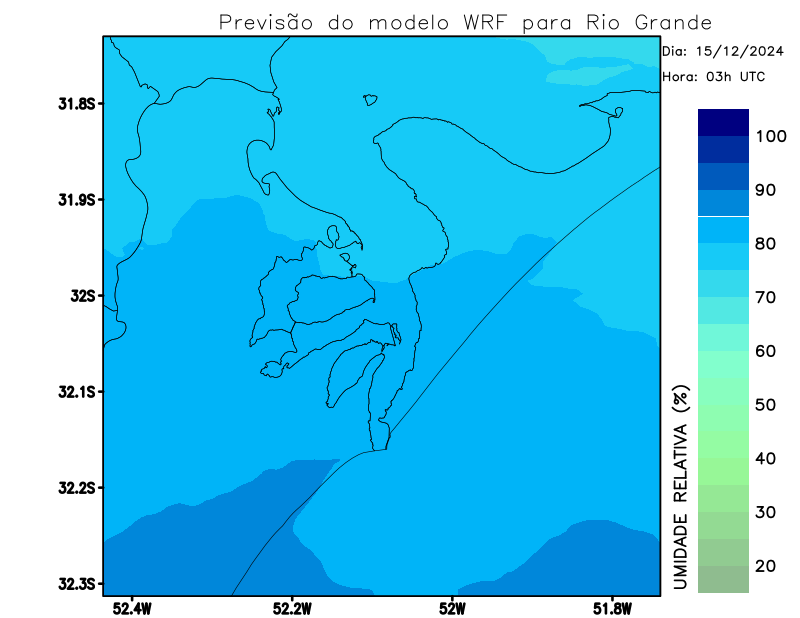 Previsão do modelo WRF para Rio Grande
Dia: 15/12/2024
Hora: 03h UTC
31.8S
31.9S
32S
32.1S
32.2S
32.3S
52.4W 52.2W 52W 51.8W
100
90
80
70
60
50
40
30
20
UMIDADE RELATIVA (%)